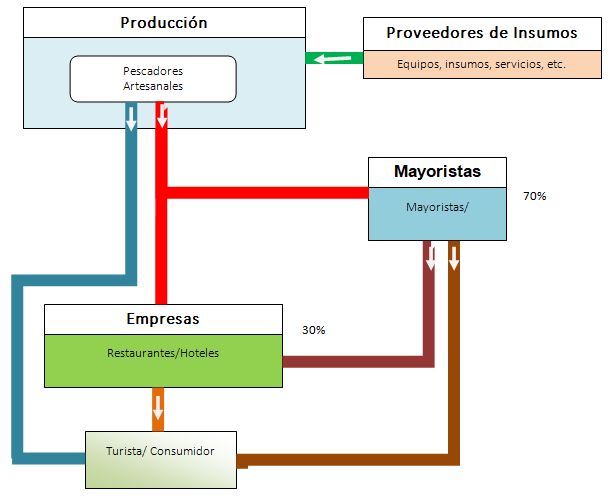 Producción
Pescadores
Artesanales
Proveedores de Insumos
Equipos, insumos, servicios, etc.
Mayoristas
Mayoristas/
70%
Empresas
Restaurantes/Hoteles
30%
Turista/ Consumidor